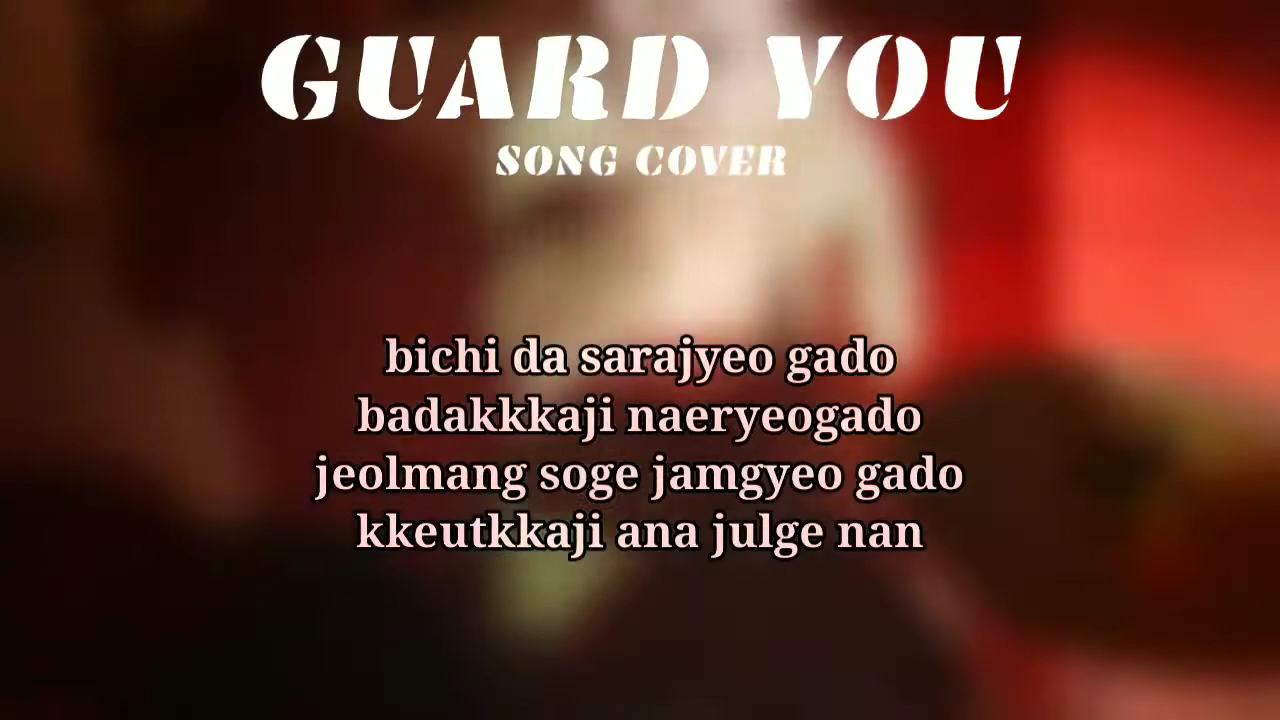 GUARD YOU
SONG COVER
bichi da sarajyeo gado
badakkkaji naeryeogado
jeolmang soge jamgyeo gado
kkeutkkaji ana julge nan